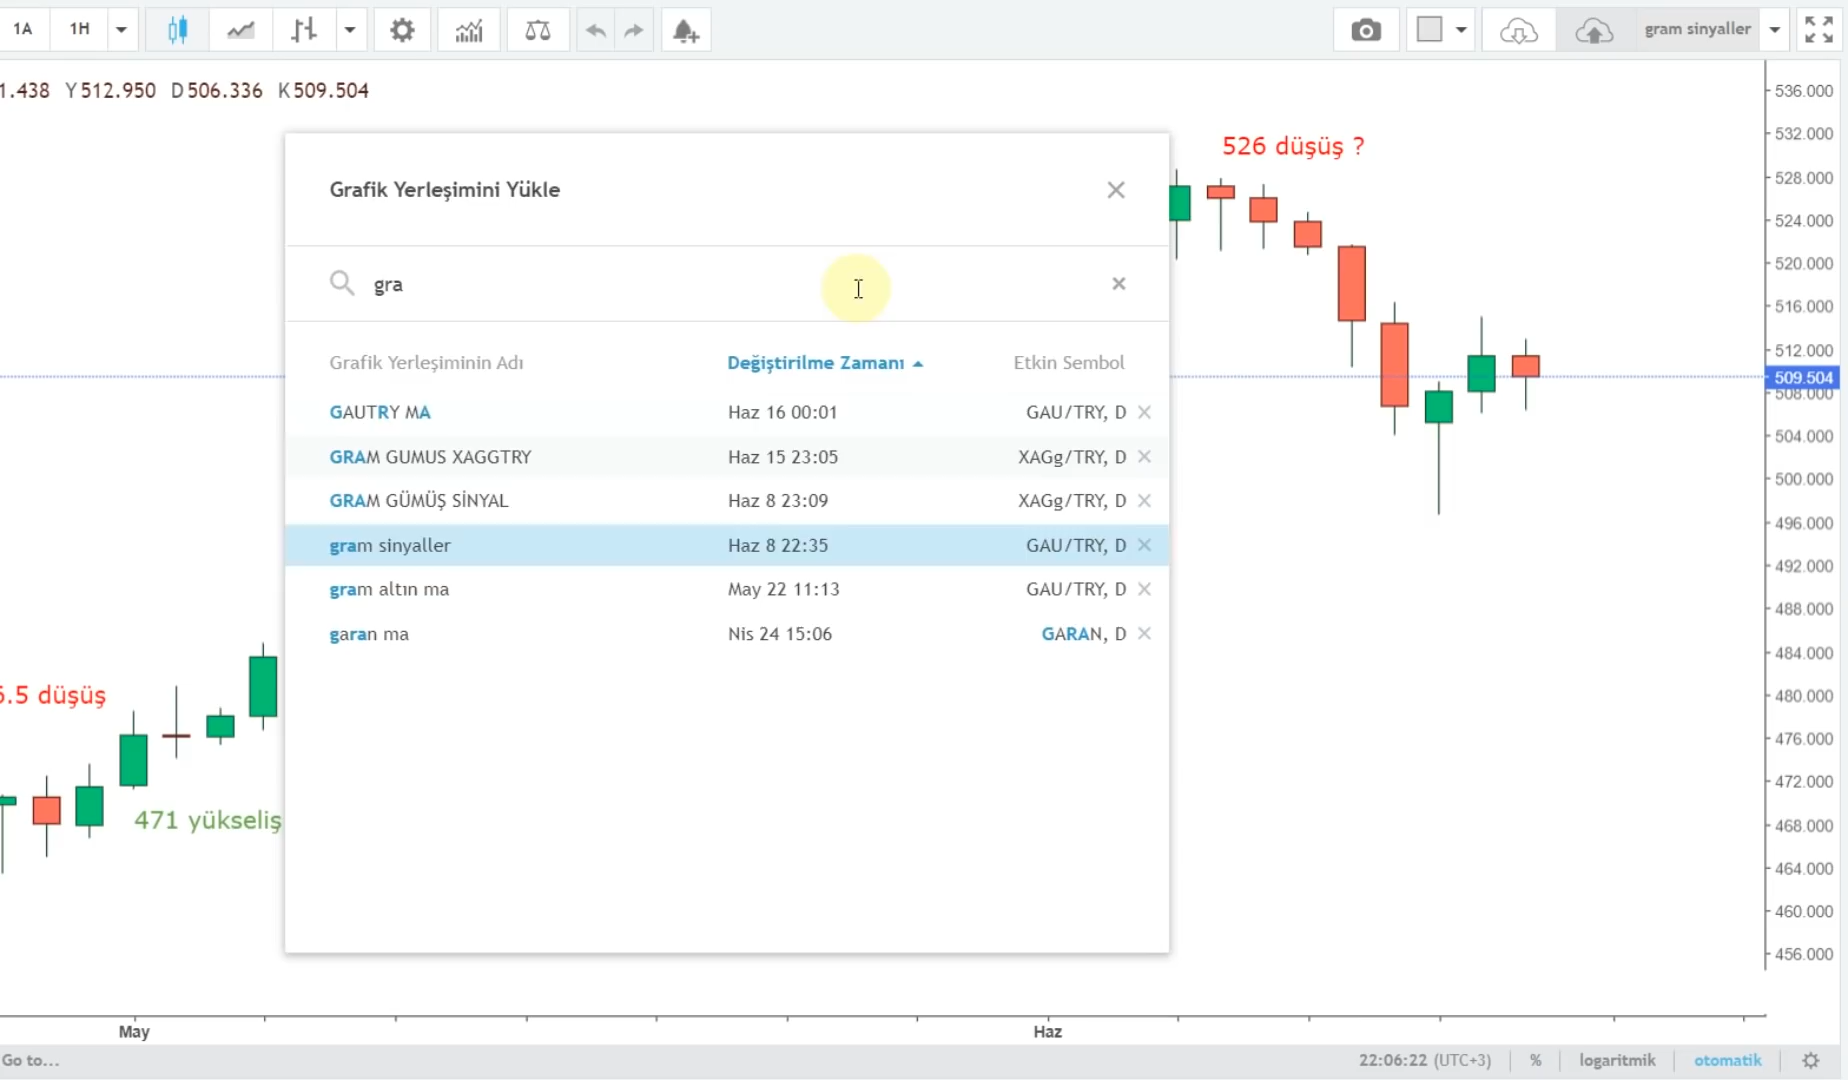 1A 1H gram sinyaller
1.438 Y512.950 D506.336 K509.504
536.000
532.000
528.000
524.000
520.000
516.000
512.000
509.504
508.000
504.000
500.000
496.000
492.000
488.000
484.000
480.000
476.000
472.000
468.000
464.000
460.000
456.000
526 düşüş ?
Grafik Yerleşimini Yükle
gra
Grafik Yerleşiminin Adı Değiştirilme Zamanı Etkin Sembol
GAUTRY MA Haz 16 00:01 GAU/TRY, D
GRAM GUMUS XAGGTRY Haz 15 23:05 XAGg/TRY, D
GRAM GÜMÜŞ SİNYAL Haz 8 23:09 XAGg/TRY, D
gram sinyaller Haz 8 22:35 GAU/TRY, D
gram altın ma May 22 11:13 GAU/TRY, D
garan ma Nis 24 15:06 GARAN, D
.5 düşüş
471 yükseliş
May Haz
Go to... 22:06:22 (UTC+3) % logaritmik otomatik